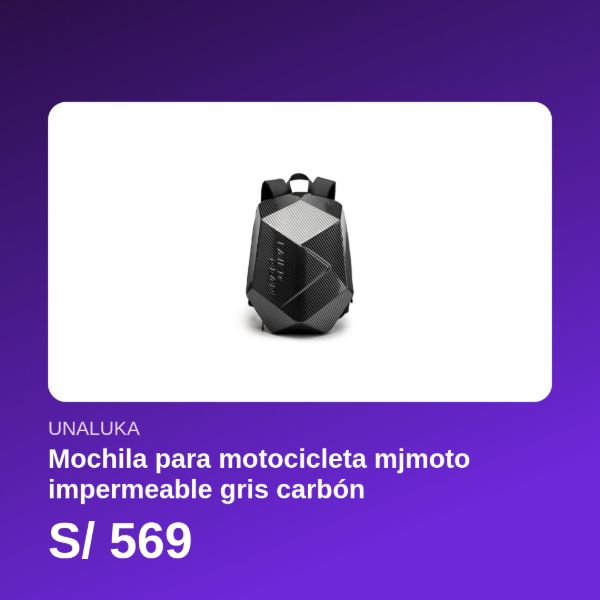 UNALUKA
Mochila para motocicleta mjmoto
impermeable gris carbón
S/ 569